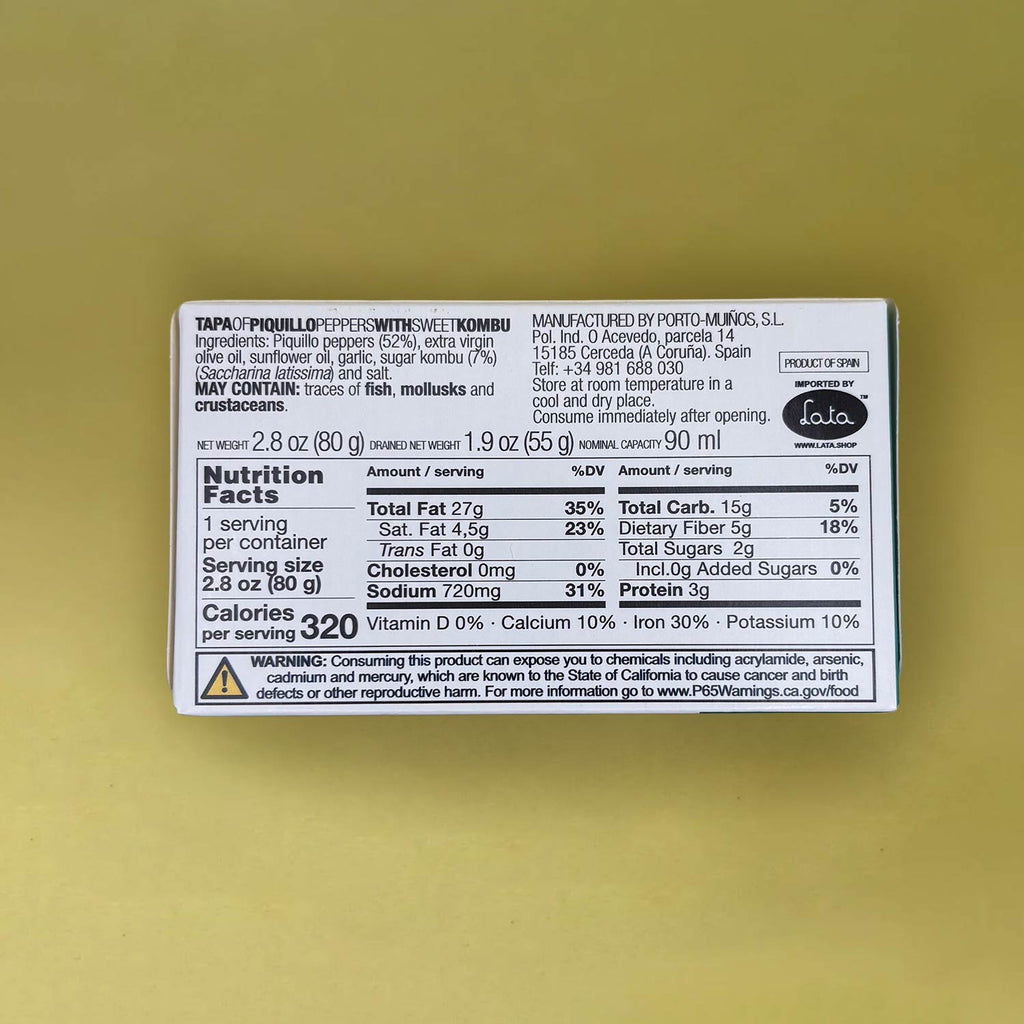 TAPAOFPIQUILLOPEPPERSWITHSWEETKOMBU
Ingredients: Piquillo peppers (52%), extra virgin
olive oil, sunflower oil, garlic, sugar kombu (7%)
(Saccharina latissima) and salt.
MAY CONTAIN: traces of fish, mollusks and
crustaceans.
MANUFACTURED BY PORTO-MUIÑOS, S.L.
Pol. Ind. O Acevedo, parcela 14
15185 Cerceda (A Coruña). Spain
Telf: +34 981 688 030
Store at room temperature in a
cool and dry place.
Consume immediately after opening.
PRODUCT OF SPAIN
IMPORTED BY
Lata™
WWW.LATA.SHOP
NET WEIGHT 2.8 oz (80 g) DRAINED NET WEIGHT 1.9 oz (55 g) NOMINAL CAPACITY 90 ml
Nutrition
Facts
1 serving
per container
Serving size
2.8 oz (80 g)
Calories
per serving 320
Amount / serving %DV
Total Fat 27g 35%
Sat. Fat 4,5g 23%
Trans Fat 0g
Cholesterol 0mg 0%
Sodium 720mg 31%
Amount / serving %DV
Total Carb. 15g 5%
Dietary Fiber 5g 18%
Total Sugars 2g
Incl.0g Added Sugars 0%
Protein 3g
Vitamin D 0% · Calcium 10% · Iron 30% · Potassium 10%
WARNING: Consuming this product can expose you to chemicals including acrylamide, arsenic,
cadmium and mercury, which are known to the State of California to cause cancer and birth
defects or other reproductive harm. For more information go to www.P65Warnings.ca.gov/food